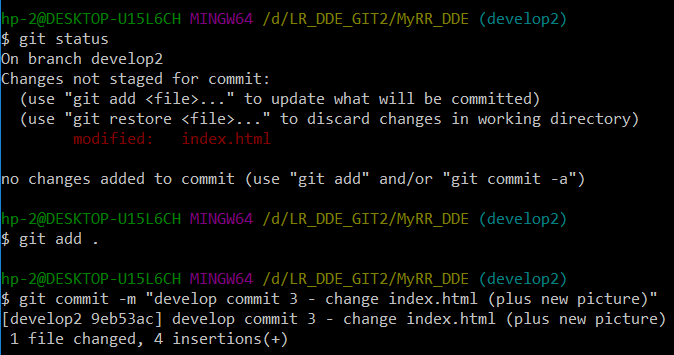 hp-2@DESKTOP-U15L6CH MINGW64 /d/LR_DDE_GIT2/MyRR_DDE (develop2)
$ git status
On branch develop2
Changes not staged for commit:
  (use "git add <file>..." to update what will be committed)
  (use "git restore <file>..." to discard changes in working directory)
        modified:   index.html

no changes added to commit (use "git add" and/or "git commit -a")

hp-2@DESKTOP-U15L6CH MINGW64 /d/LR_DDE_GIT2/MyRR_DDE (develop2)
$ git add .

hp-2@DESKTOP-U15L6CH MINGW64 /d/LR_DDE_GIT2/MyRR_DDE (develop2)
$ git commit -m "develop commit 3 - change index.html (plus new picture)"
[develop2 9eb53ac] develop commit 3 - change index.html (plus new picture)
 1 file changed, 4 insertions(+)